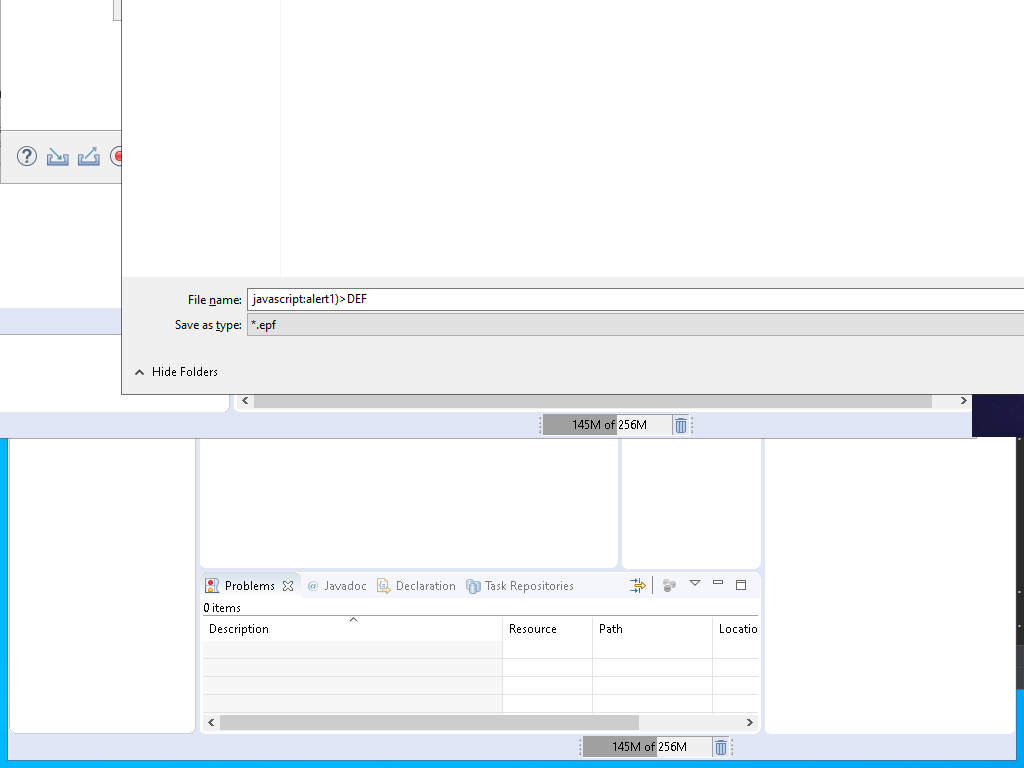 File name: javascript:alert1)>DEF
Save as type: *.epf
Hide Folders
145M of 256M
Problems @ Javadoc Declaration Task Repositories
0 items
Description Resource Path Locatio
145M of 256M